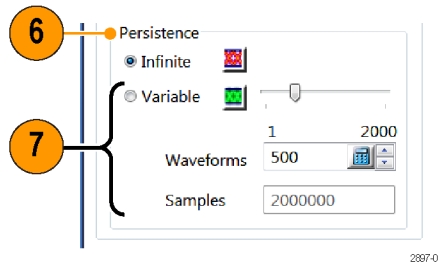 6
Persistence
Infinite
Variable
7
1 2000
Waveforms 500
Samples 2000000
2897-0